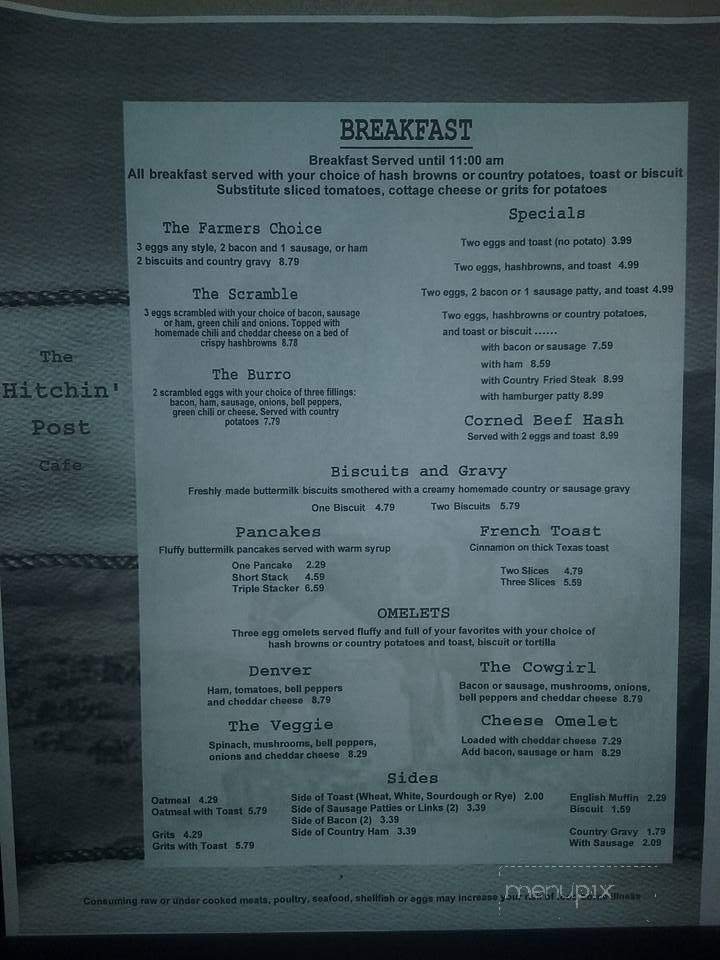 BREAKFAST
Breakfast Served until 11:00 am
All breakfast served with your choice of hash browns or country potatoes, toast or biscuit
Substitute sliced tomatoes, cottage cheese or grits for potatoes
The Farmers Choice
3 eggs any style, 2 bacon and 1 sausage, or ham
2 biscuits and country gravy 8.79
The Scramble
3 eggs scrambled with your choice of bacon, sausage
or ham, green chili and onions. Topped with
homemade chili and cheddar cheese on a bed of
crispy hashbrowns 8.78
The Burro
2 scrambled eggs with your choice of three fillings:
bacon, ham, sausage, onions, bell peppers,
green chili or cheese. Served with country
potatoes 7.79
Specials
Two eggs and toast (no potato) 3.99
Two eggs, hashbrowns, and toast 4.99
Two eggs, 2 bacon or 1 sausage patty, and toast 4.99
Two eggs, hashbrowns or country potatoes,
and toast or biscuit ......
with bacon or sausage 7.59
with ham 8.59
with Country Fried Steak 8.99
with hamburger patty 8.99
Corned Beef Hash
Served with 2 eggs and toast 8.99
The
Hitchin'
Post
Cafe
Biscuits and Gravy
Freshly made buttermilk biscuits smothered with a creamy homemade country or sausage gravy
One Biscuit 4.79 Two Biscuits 5.79
Pancakes
Fluffy buttermilk pancakes served with warm syrup
One Pancake 2.29
Short Stack 4.59
Triple Stacker 6.59
French Toast
Cinnamon on thick Texas toast
Two Slices 4.79
Three Slices 5.59
OMELETS
Three egg omelets served fluffy and full of your favorites with your choice of
hash browns or country potatoes and toast, biscuit or tortilla
Denver
Ham, tomatoes, bell peppers
and cheddar cheese 8.79
The Cowgirl
Bacon or sausage, mushrooms, onions,
bell peppers and cheddar cheese 8.79
The Veggie
Spinach, mushrooms, bell peppers,
onions and cheddar cheese 8.29
Cheese Omelet
Loaded with cheddar cheese 7.29
Add bacon, sausage or ham 8.29
Sides
Oatmeal 4.29
Oatmeal with Toast 5.79
Grits 4.29
Grits with Toast 5.79
Side of Toast (Wheat, White, Sourdough or Rye) 2.00
Side of Sausage Patties or Links (2) 3.39
Side of Bacon (2) 3.39
Side of Country Ham 3.39
English Muffin 2.29
Biscuit 1.59
Country Gravy 1.79
With Sausage 2.09
menupix
Consuming raw or under cooked meats, poultry, seafood, shellfish or eggs may increase your risk of illness